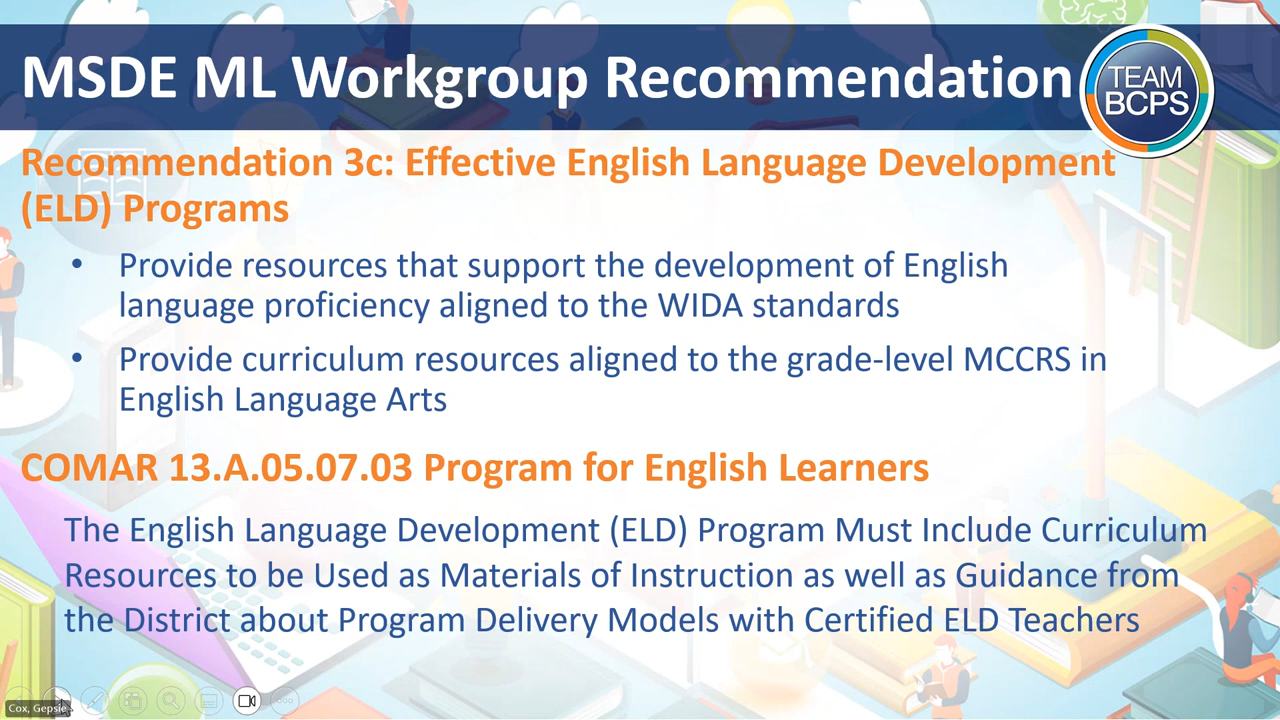 MSDE ML Workgroup Recommendation
TEAM
BCPS
Recommendation 3c: Effective English Language Development
(ELD) Programs
• Provide resources that support the development of English
language proficiency aligned to the WIDA standards
• Provide curriculum resources aligned to the grade-level MCCRS in
English Language Arts
COMAR 13.A.05.07.03 Program for English Learners
The English Language Development (ELD) Program Must Include Curriculum
Resources to be Used as Materials of Instruction as well as Guidance from
the District about Program Delivery Models with Certified ELD Teachers
Cox, Gepsie